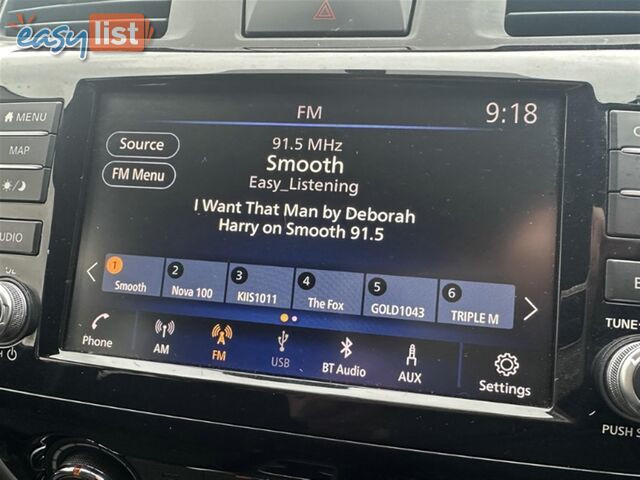 easylist
FM
9:18
MENU
MAP
AUDIO
Source
FM Menu
91.5 MHz
Smooth
Easy_Listening
I Want That Man by Deborah
Harry on Smooth 91.5
1 Smooth
2 Nova 100
3 KIIS1011
4 The Fox
5 GOLD1043
6 TRIPLE M
Phone
AM
FM
USB
BT Audio
AUX
Settings
TUNE
PUSH S